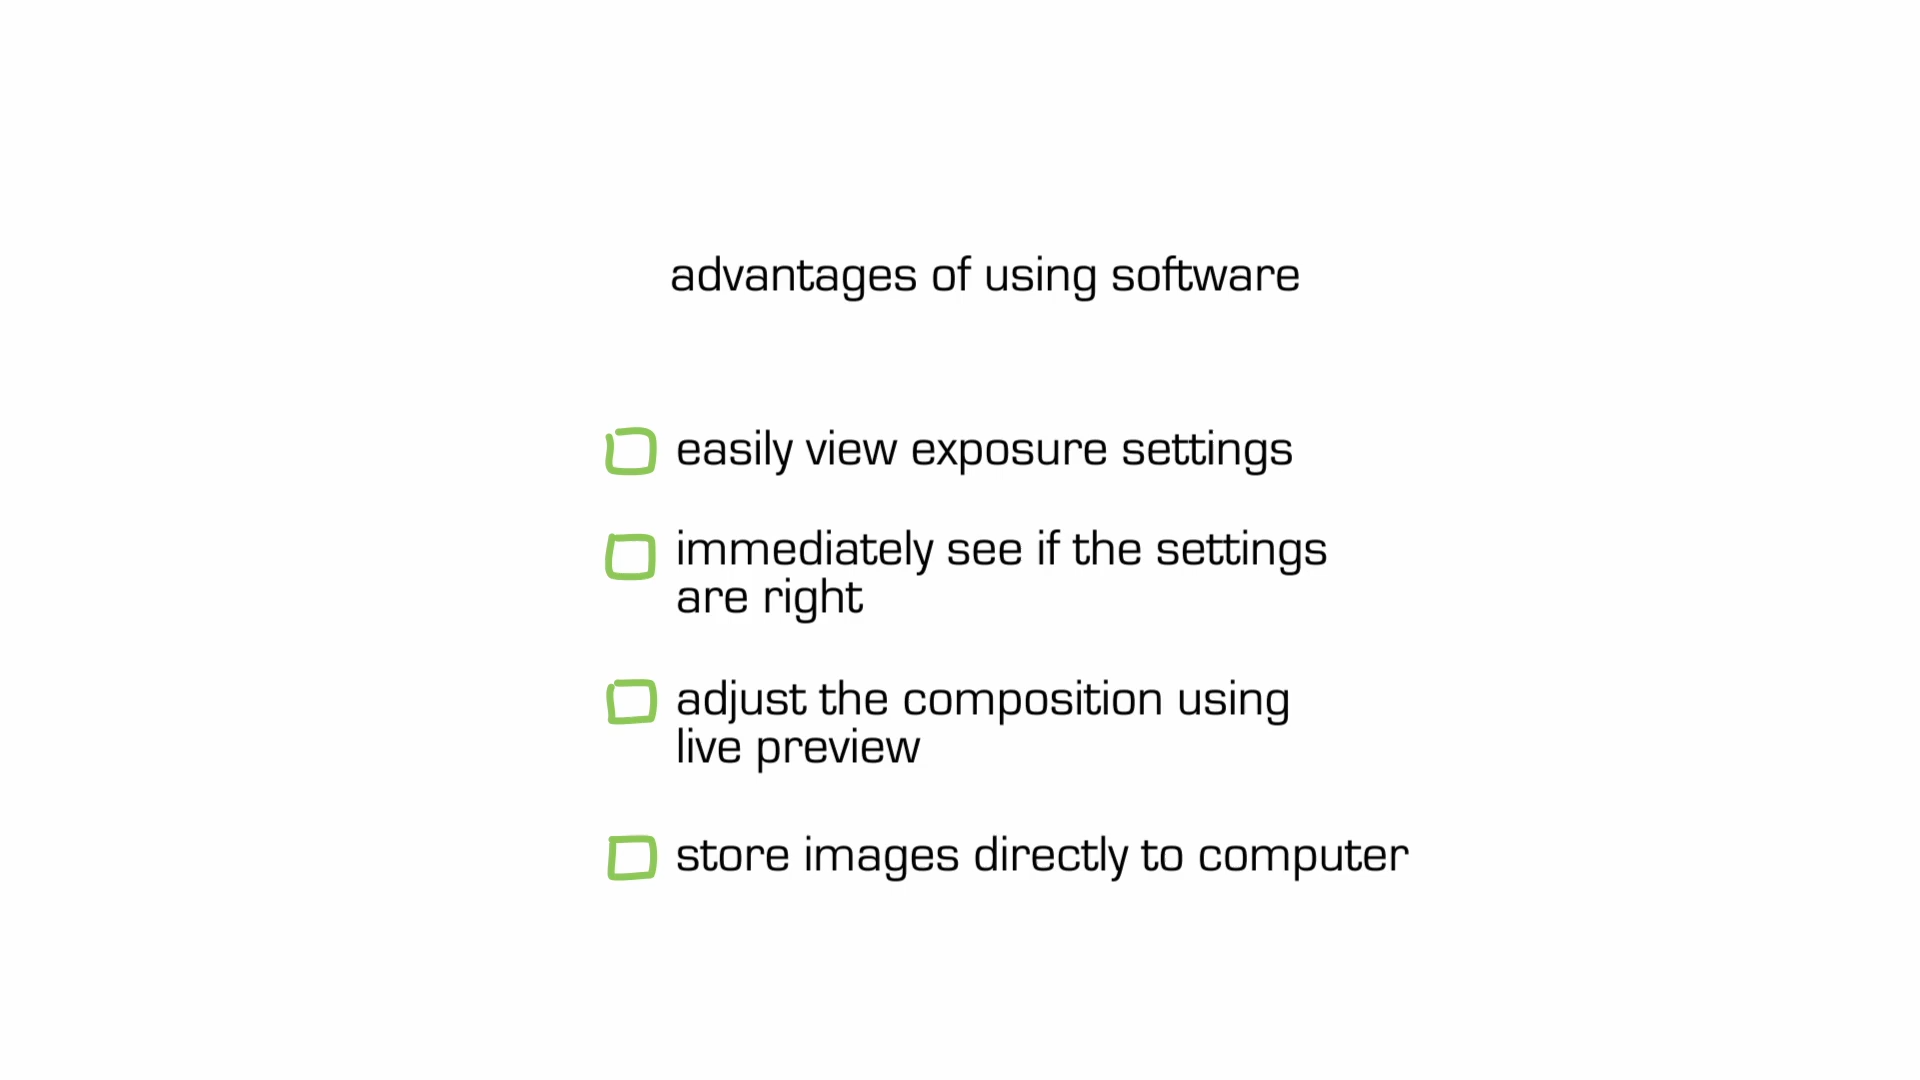 advantages of using software
easily view exposure settings
immediately see if the settings
are right
adjust the composition using
live preview
store images directly to computer